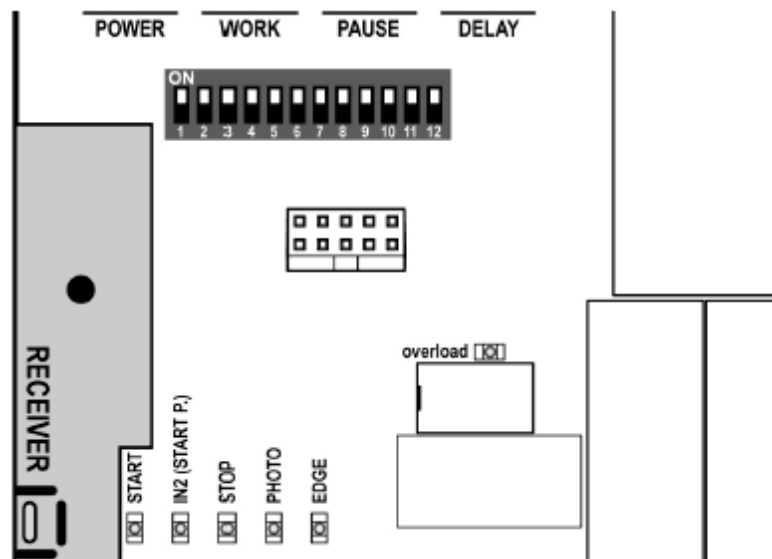 POWER WORK PAUSE DELAY
ON
1 2 3 4 5 6 7 8 9 10 11 12
overload
RECEIVER
START
IN2 (START P.)
STOP
PHOTO
EDGE